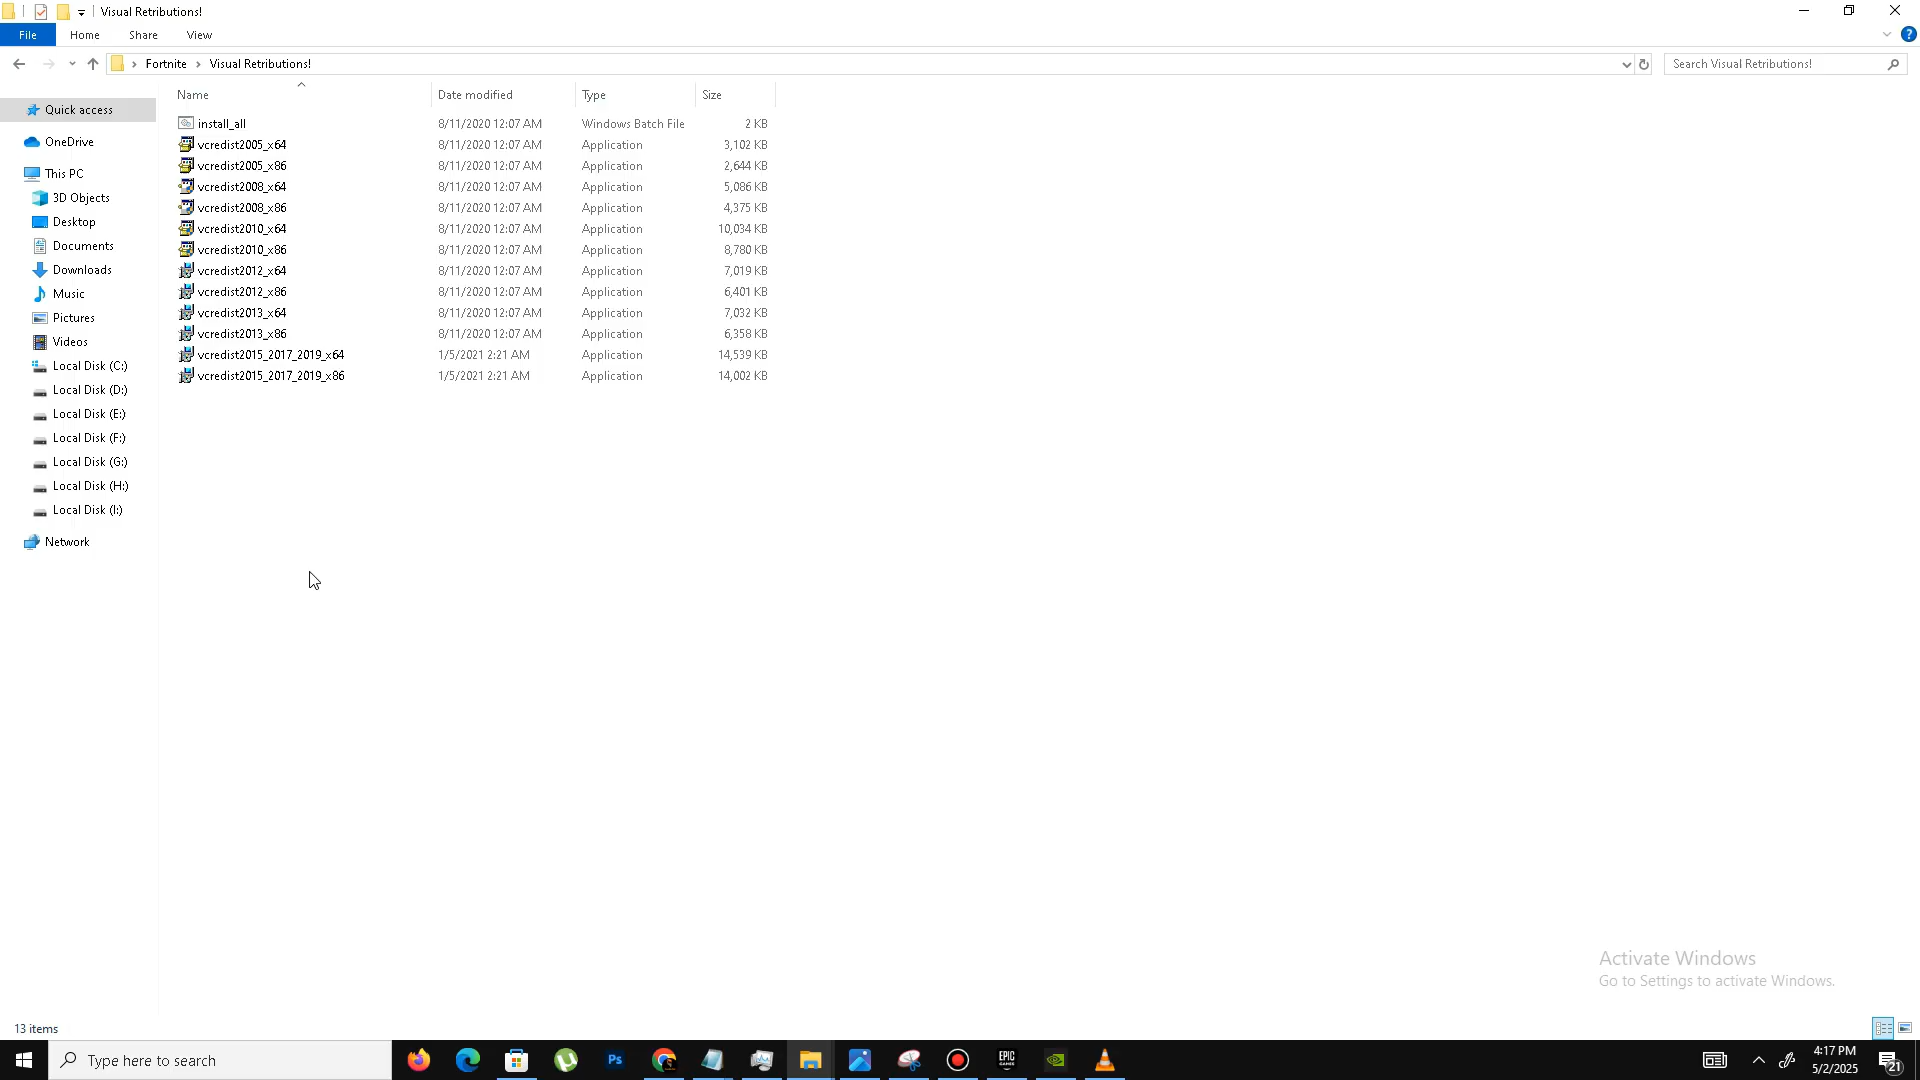 Visual Retributions!
File Home Share View
Fortnite Visual Retributions! Search Visual Retributions!
Name Date modified Type Size
Quick access
OneDrive
This PC
3D Objects
Desktop
Documents
Downloads
Music
Pictures
Videos
Local Disk (C:)
Local Disk (D:)
Local Disk (E:)
Local Disk (F:)
Local Disk (G:)
Local Disk (H:)
Local Disk (I:)
Network
install_all 8/11/2020 12:07 AM Windows Batch File 2 KB
vcredist2005_x64 8/11/2020 12:07 AM Application 3,102 KB
vcredist2005_x86 8/11/2020 12:07 AM Application 2,644 KB
vcredist2008_x64 8/11/2020 12:07 AM Application 5,086 KB
vcredist2008_x86 8/11/2020 12:07 AM Application 4,375 KB
vcredist2010_x64 8/11/2020 12:07 AM Application 10,034 KB
vcredist2010_x86 8/11/2020 12:07 AM Application 8,780 KB
vcredist2012_x64 8/11/2020 12:07 AM Application 7,019 KB
vcredist2012_x86 8/11/2020 12:07 AM Application 6,401 KB
vcredist2013_x64 8/11/2020 12:07 AM Application 7,032 KB
vcredist2013_x86 8/11/2020 12:07 AM Application 6,358 KB
vcredist2015_2017_2019_x64 1/5/2021 2:21 AM Application 14,539 KB
vcredist2015_2017_2019_x86 1/5/2021 2:21 AM Application 14,002 KB
Activate Windows
Go to Settings to activate Windows.
13 items
Type here to search
Ps
EPIC
GAMES
4:17 PM
5/2/2025
21